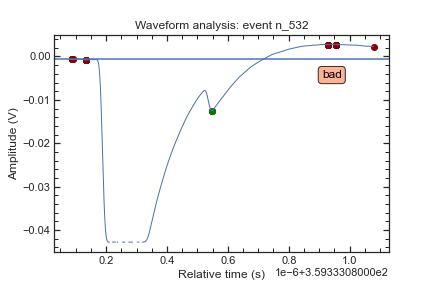 Waveform analysis: event n_532
Amplitude (V)
0.00
−0.01
−0.02
−0.03
−0.04
bad
0.2 0.4 0.6 0.8 1.0
Relative time (s) 1e−6+3.5933308000e2